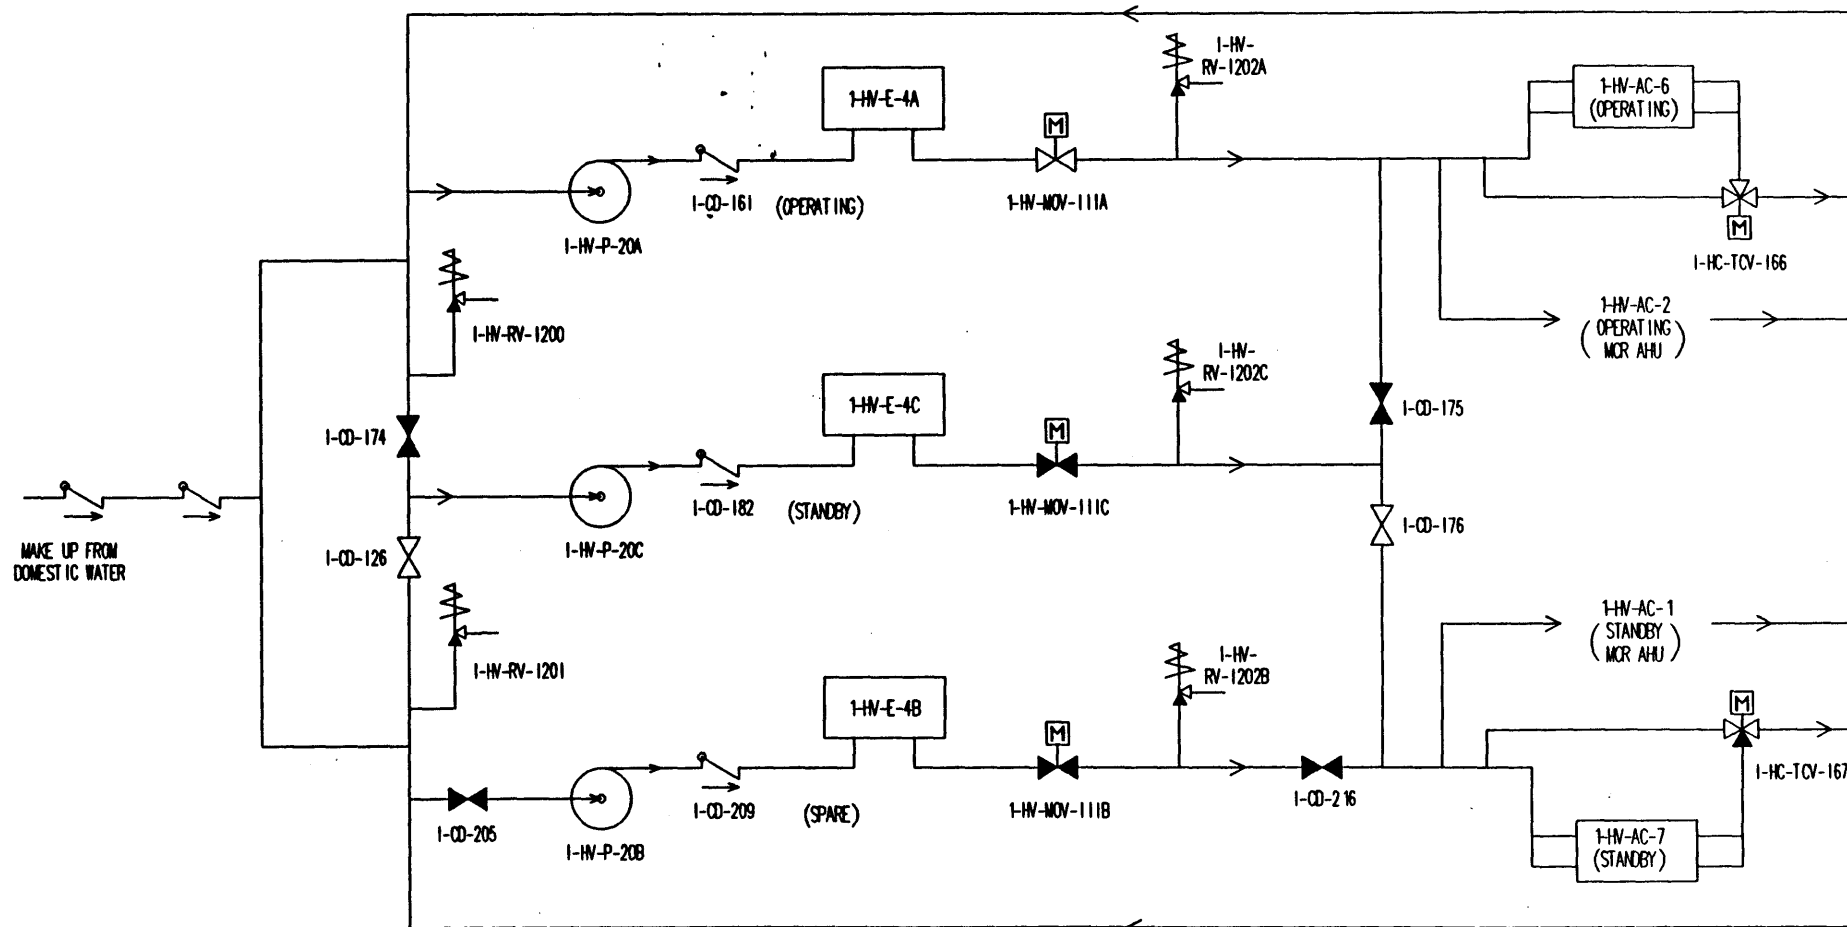 1-HV-
RV-1202A
1-HV-E-4A
1-HV-AC-6
(OPERATING)
M
1-CD-161
(OPERATING)
1-HV-MOV-111A
1-HV-P-20A
M
1-HC-TCV-166
1-HV-RV-1200
1-HV-AC-2
(OPERATING
MCR AHU)
1-HV-
RV-1202C
1-HV-E-4C
1-CD-175
1-CD-174
M
1-CD-182
(STANDBY)
1-HV-MOV-111C
1-CD-176
1-HV-P-20C
1-CD-126
MAKE UP FROM
DOMESTIC WATER
1-HV-AC-1
(STANDBY
MCR AHU)
1-HV-RV-1201
1-HV-
RV-1202B
1-HV-E-4B
M
M
1-HC-TCV-167
1-CD-209
(SPARE)
1-HV-MOV-111B
1-CD-216
1-CD-205
1-HV-P-20B
1-HV-AC-7
(STANDBY)